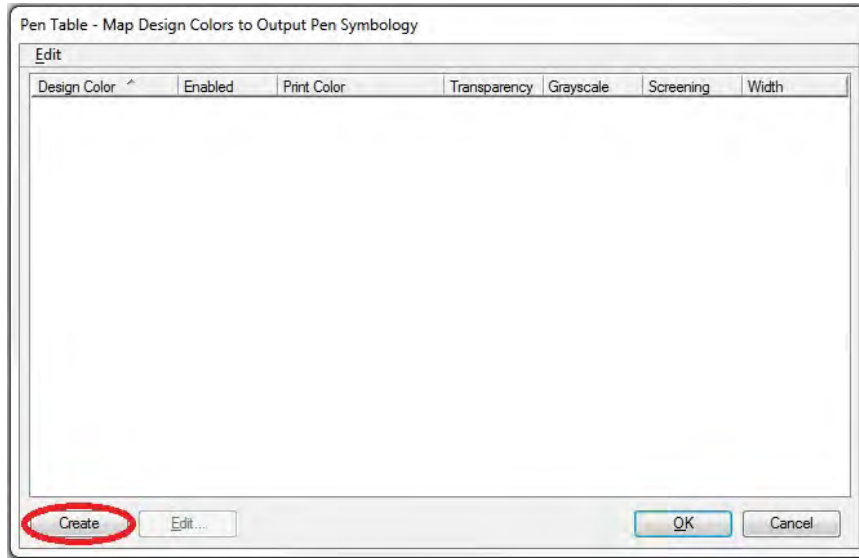 Pen Table - Map Design Colors to Output Pen Symbology
Edit
Design Color Enabled Print Color Transparency Grayscale Screening Width
Create Edit... OK Cancel